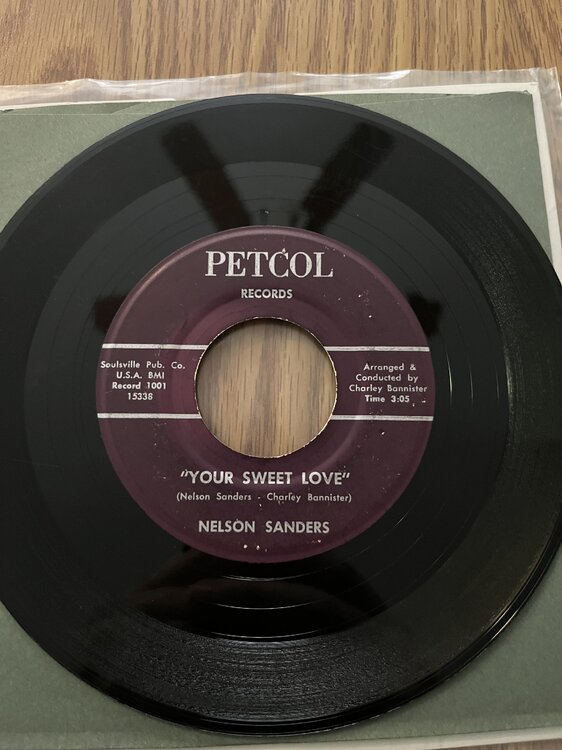 PETCOL
RECORDS
Soulsville Pub. Co.
U.S.A. BMI
Record 1001
15338
Arranged &
Conducted by
Charley Bannister
Time 3:05
"YOUR SWEET LOVE"
(Nelson Sanders - Charley Bannister)
NELSON SANDERS